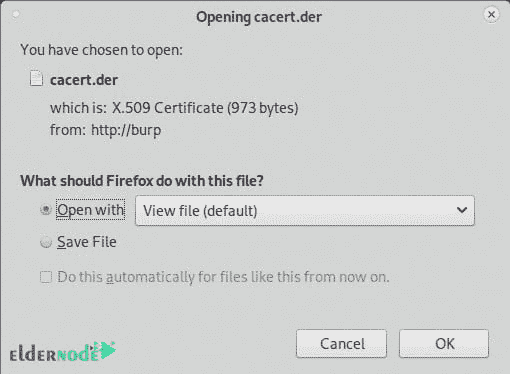 Opening cacert.der
You have chosen to open:
cacert.der
which is: X.509 Certificate (973 bytes)
from: http://burp
What should Firefox do with this file?
Open with View file (default)
Save File
Do this automatically for files like this from now on.
Cancel OK
ELDERNODE